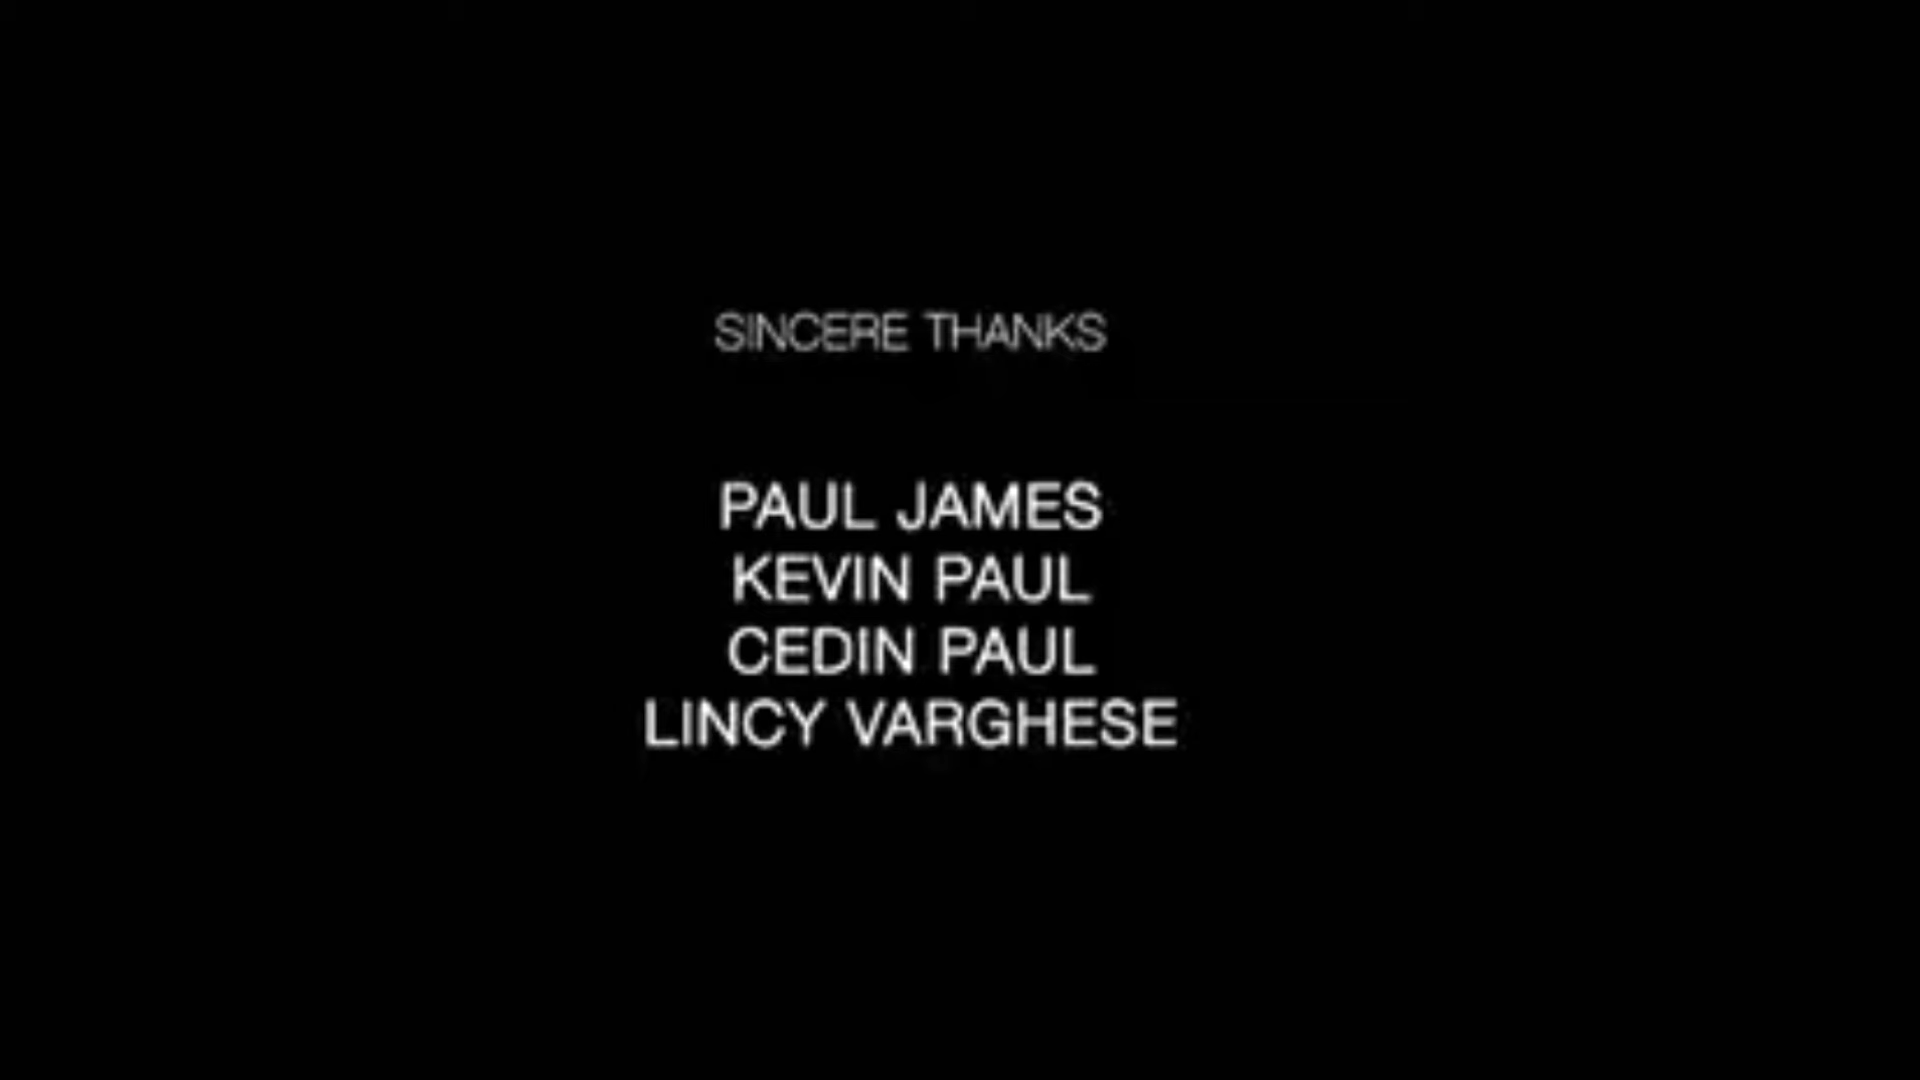 SINCERE THANKS
PAUL JAMES
KEVIN PAUL
CEDIN PAUL
LINCY VARGHESE